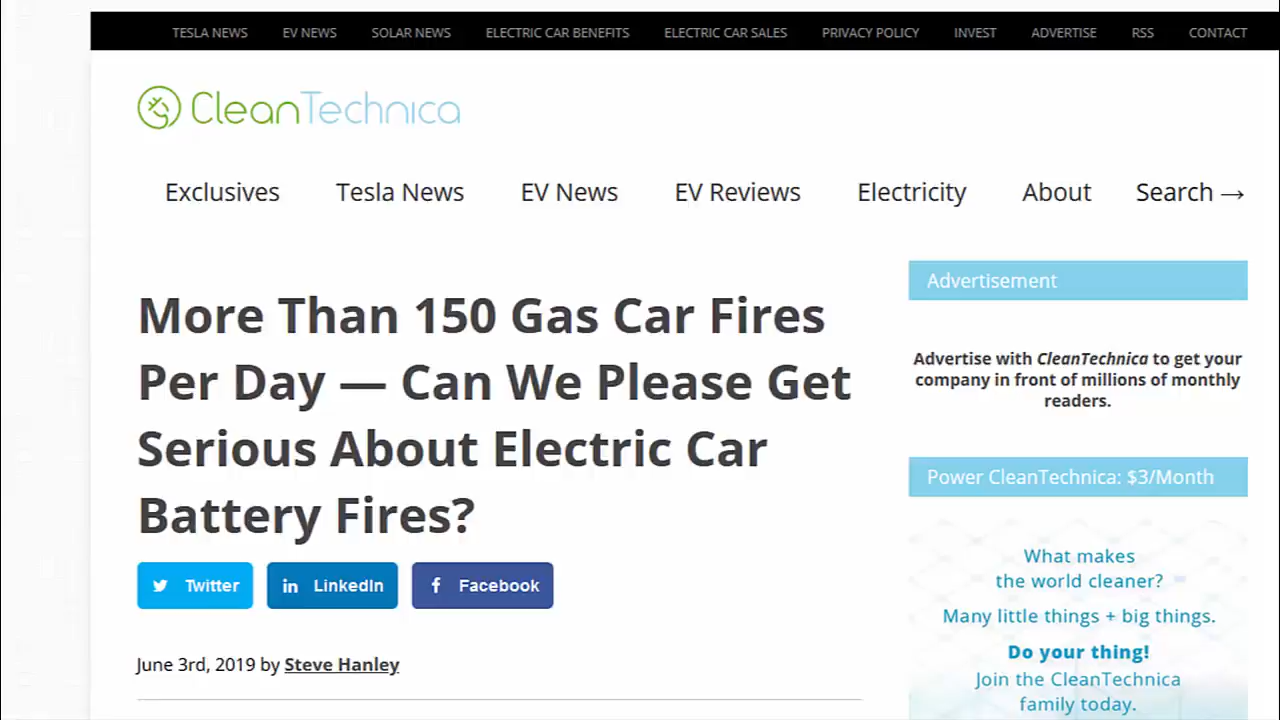 TESLA NEWS EV NEWS SOLAR NEWS ELECTRIC CAR BENEFITS ELECTRIC CAR SALES PRIVACY POLICY INVEST ADVERTISE RSS CONTACT
CleanTechnica
Exclusives Tesla News EV News EV Reviews Electricity About Search →
More Than 150 Gas Car Fires
Per Day — Can We Please Get
Serious About Electric Car
Battery Fires?
Twitter LinkedIn Facebook
June 3rd, 2019 by Steve Hanley
Advertisement
Advertise with CleanTechnica to get your
company in front of millions of monthly
readers.
Power CleanTechnica: $3/Month
What makes
the world cleaner?
Many little things + big things.
Do your thing!
Join the CleanTechnica
family today.